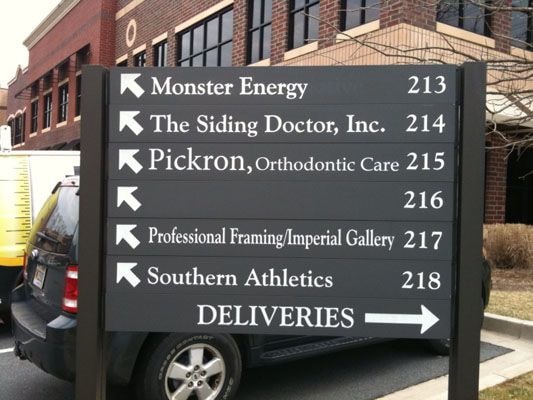 Monster Energy 213
The Siding Doctor, Inc. 214
Pickron, Orthodontic Care 215
216
Professional Framing/Imperial Gallery 217
Southern Athletics 218
DELIVERIES